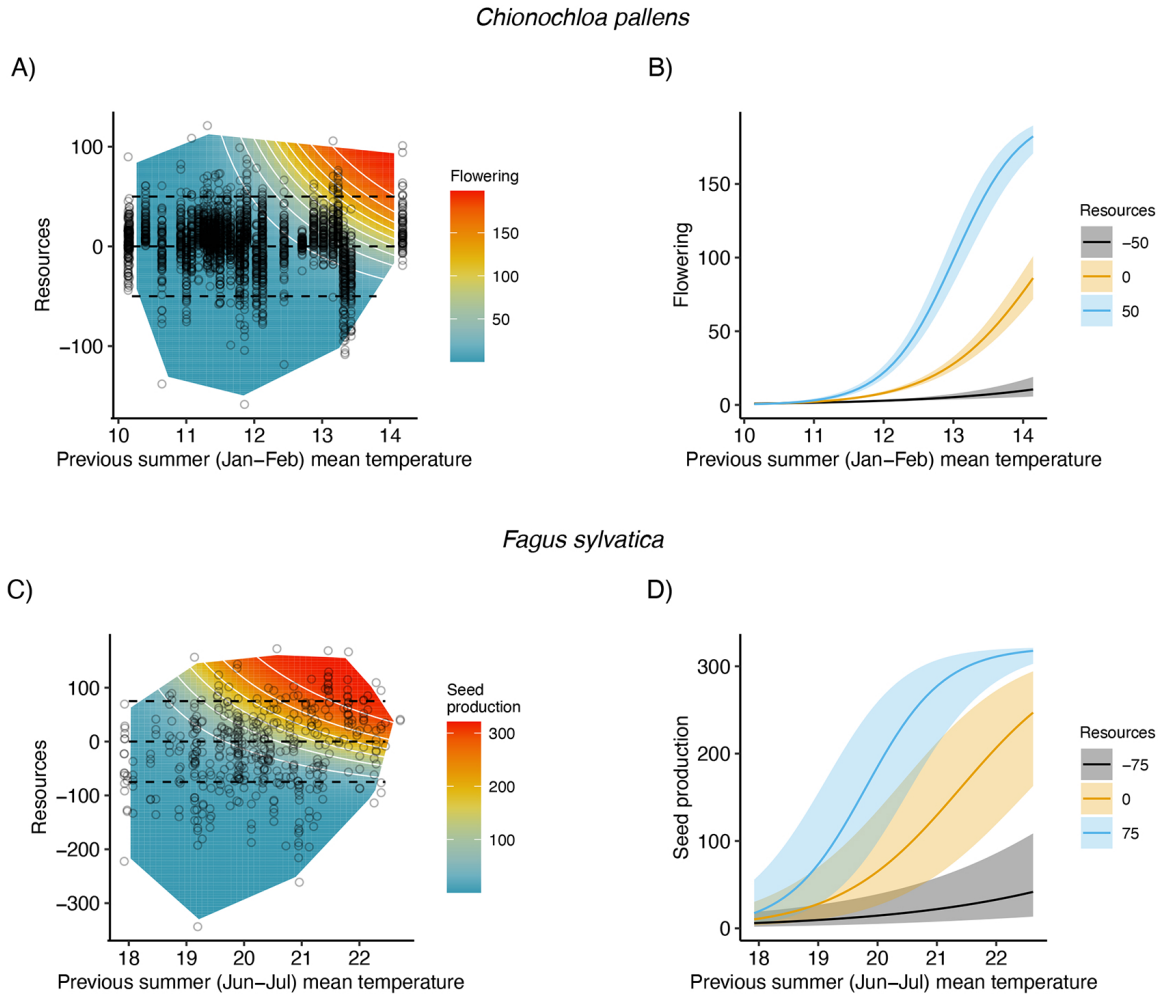 Chionochloa pallens
A)
B)
100
0
−100
Resources
10 11 12 13 14
Previous summer (Jan−Feb) mean temperature
Flowering
150
100
50
150
100
50
0
Flowering
10 11 12 13 14
Previous summer (Jan−Feb) mean temperature
Resources
−50
0
50
Fagus sylvatica
C)
D)
100
0
−100
−200
−300
Resources
18 19 20 21 22
Previous summer (Jun−Jul) mean temperature
Seed
production
300
200
100
300
200
100
0
Seed production
18 19 20 21 22
Previous summer (Jun−Jul) mean temperature
Resources
−75
0
75